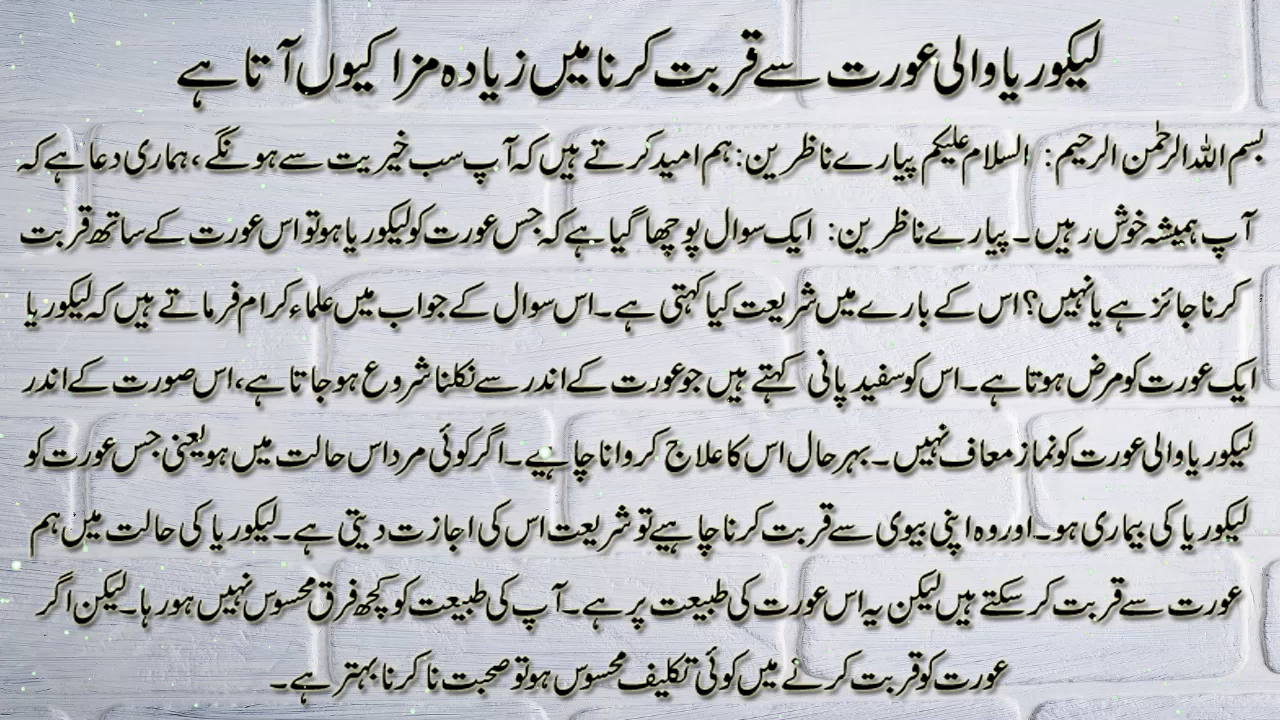 لیکوریا والی عورت سے قربت کرنا میں زیادہ مزا کیوں آتا ہے
بسم اللہ الرحمٰن الرحیم: السلام علیکم پیارے ناظرین: ہم امید کرتے ہیں کہ آپ سب خیریت سے ہونگے، ہماری دعا ہے کہ
آپ ہمیشہ خوش رہیں۔ پیارے ناظرین: ایک سوال پوچھا گیا ہے کہ جس عورت کو لیکوریا ہو تو اس عورت کے ساتھ قربت
کرنا جائز ہے یا نہیں؟ اس کے بارے میں شریعت کیا کہتی ہے۔ اس سوال کے جواب میں علماء کرام فرماتے ہیں کہ لیکوریا
ایک عورت کو مرض ہوتا ہے۔ اس کو سفید پانی کہتے ہیں جو عورت کے اندر سے نکلنا شروع ہو جاتا ہے، اس صورت کے اندر
لیکوریا والی عورت کو نماز معاف نہیں۔ بہر حال اس کا علاج کروانا چاہیے۔ اگر کوئی مرد اس حالت میں ہو یعنی جس عورت کو
لیکوریا کی بیماری ہو۔ اور وہ اپنی بیوی سے قربت کرنا چاہیے تو شریعت اس کی اجازت دیتی ہے۔ لیکوریا کی حالت میں ہم
عورت سے قربت کر سکتے ہیں لیکن یہ اس عورت کی طبیعت پر ہے۔ آپ کی طبیعت کو کچھ فرق محسوس نہیں ہو رہا۔ لیکن اگر
عورت کو قربت کرنے میں کوئی تکلیف محسوس ہو تو صحبت نا کرنا بہتر ہے۔